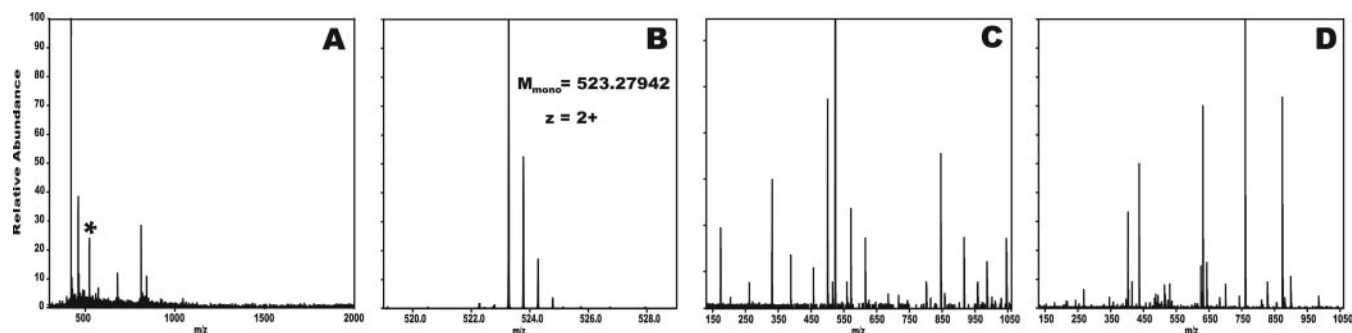 A
B
C
D
Relative Abundance
100
90
80
70
60
50
40
30
20
10
0
*
M_mono = 523.27942
z = 2+
500 1000 1500 2000
m/z
520.0 522.0 524.0 526.0 528.0
m/z
150 250 350 450 550 650 750 850 950 1050
m/z
150 250 350 450 550 650 750 850 950 1050
m/z